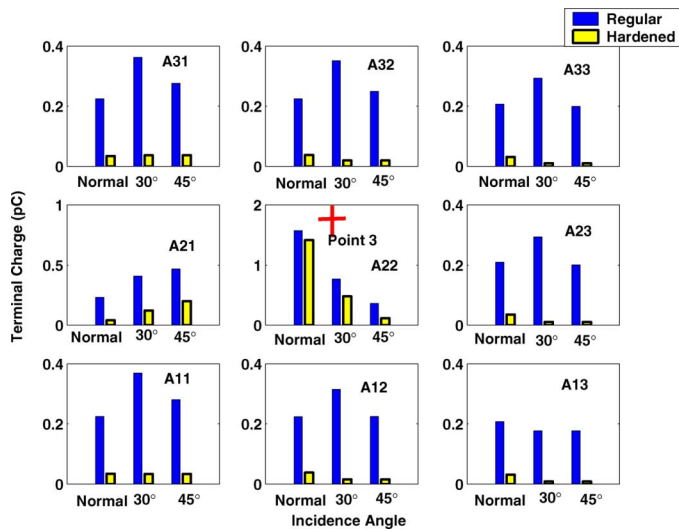 Regular
Hardened
0.4
0.2
0
A31
Normal 30° 45°
0.4
0.2
0
A32
Normal 30° 45°
0.4
0.2
0
A33
Normal 30° 45°
Terminal Charge (pC)
1
0.5
0
A21
Normal 30° 45°
2
1
0
Point 3
A22
Normal 30° 45°
0.4
0.2
0
A23
Normal 30° 45°
0.4
0.2
0
A11
Normal 30° 45°
0.4
0.2
0
A12
Normal 30° 45°
0.4
0.2
0
A13
Normal 30° 45°
Incidence Angle